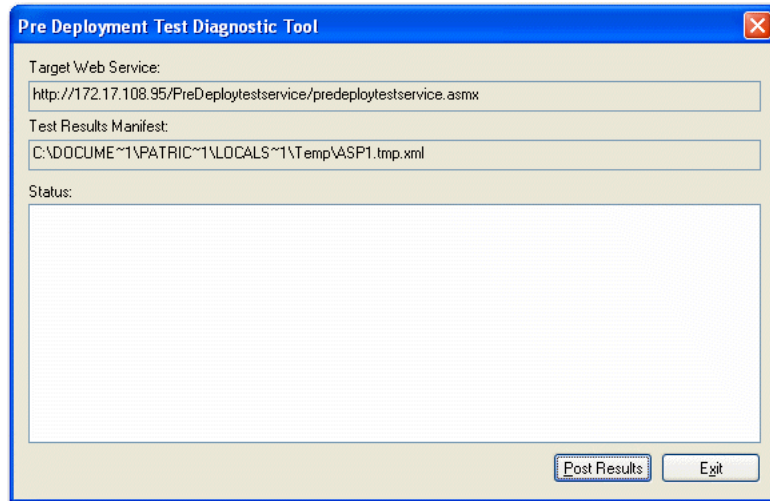 Pre Deployment Test Diagnostic Tool
Target Web Service:
http://172.17.108.95/PreDeploytestservice/predeploytestservice.asmx
Test Results Manifest:
C:\DOCUME~1\PATRIC~1\LOCALS~1\Temp\ASP1.tmp.xml
Status:
Post Results
Exit